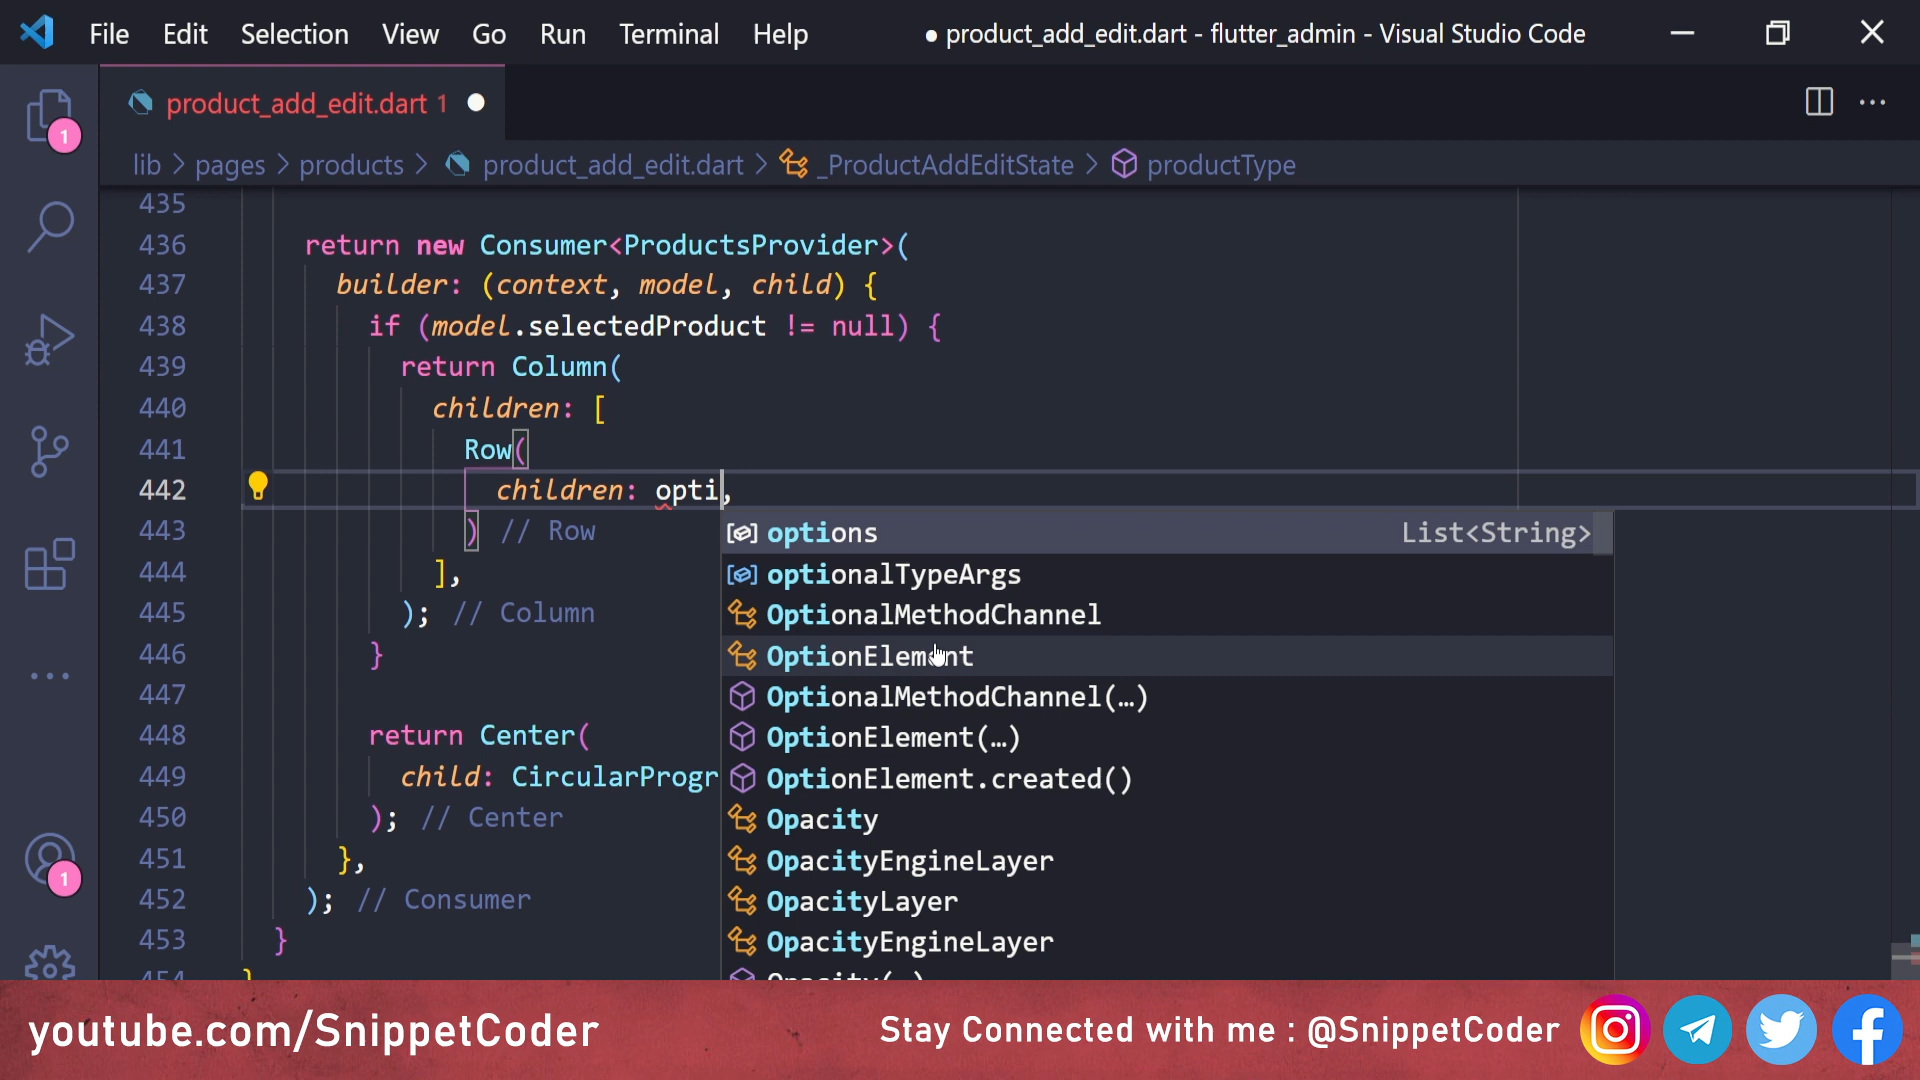 File Edit Selection View Go Run Terminal Help ● product_add_edit.dart - flutter_admin - Visual Studio Code
product_add_edit.dart 1
lib > pages > products > product_add_edit.dart > _ProductAddEditState > productType
1
435
436 return new Consumer<ProductsProvider>(
437 builder: (context, model, child) {
438 if (model.selectedProduct != null) {
439 return Column(
440 children: [
441 Row(
442 children: opti,
443 ) // Row
444 ],
445 ); // Column
446 }
447
448 return Center(
449 child: CircularProgr
450 ); // Center
451 },
452 ); // Consumer
453 }
454 }
options List<String>
optionalTypeArgs
OptionalMethodChannel
OptionElement
OptionalMethodChannel(…)
OptionElement(…)
OptionElement.created()
Opacity
OpacityEngineLayer
OpacityLayer
OpacityEngineLayer
Opacity(…)
1
youtube.com/SnippetCoder
Stay Connected with me : @SnippetCoder